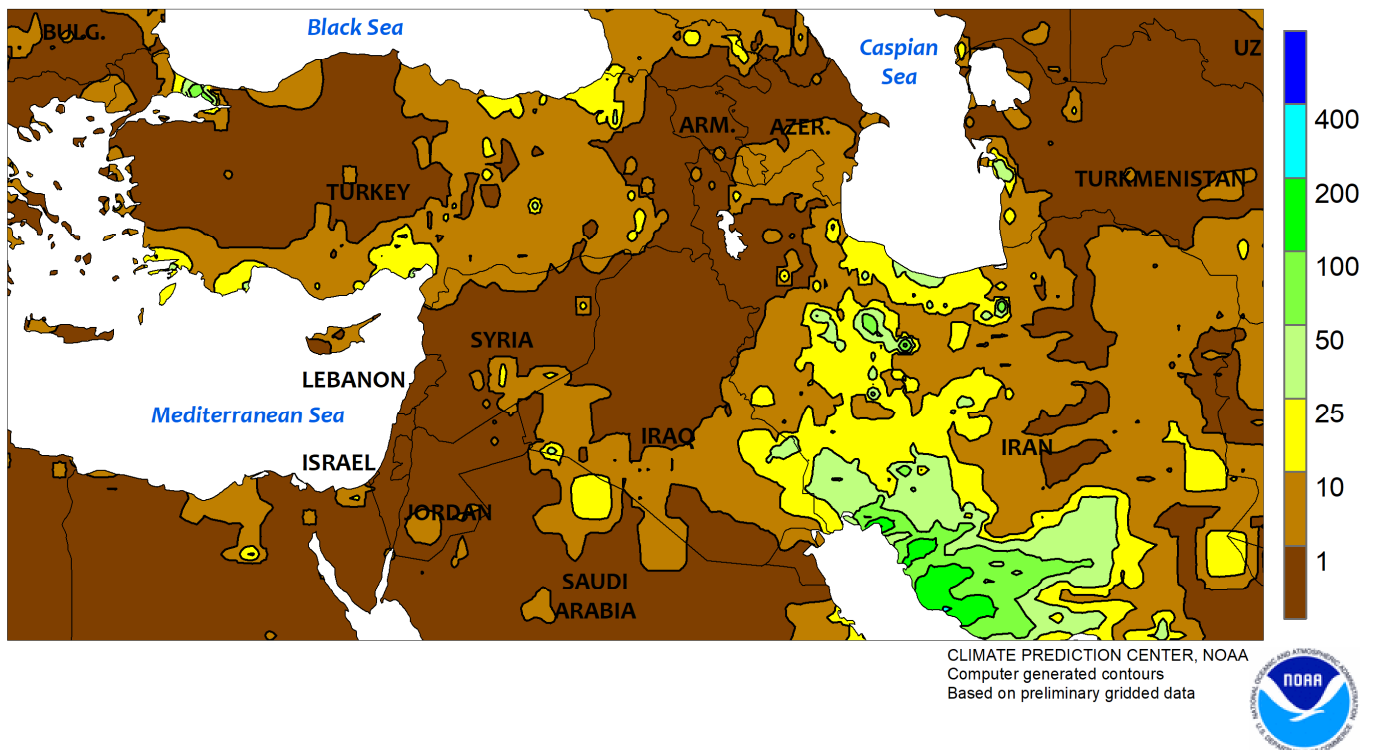 Black Sea
BULG.
Caspian
Sea
UZ
400
ARM.
AZER.
TURKEY
TURKMENISTAN
200
100
SYRIA
50
LEBANON
Mediterranean Sea
25
IRAQ
IRAN
ISRAEL
10
JORDAN
1
SAUDI
ARABIA
CLIMATE PREDICTION CENTER, NOAA
Computer generated contours
Based on preliminary gridded data
NOAA